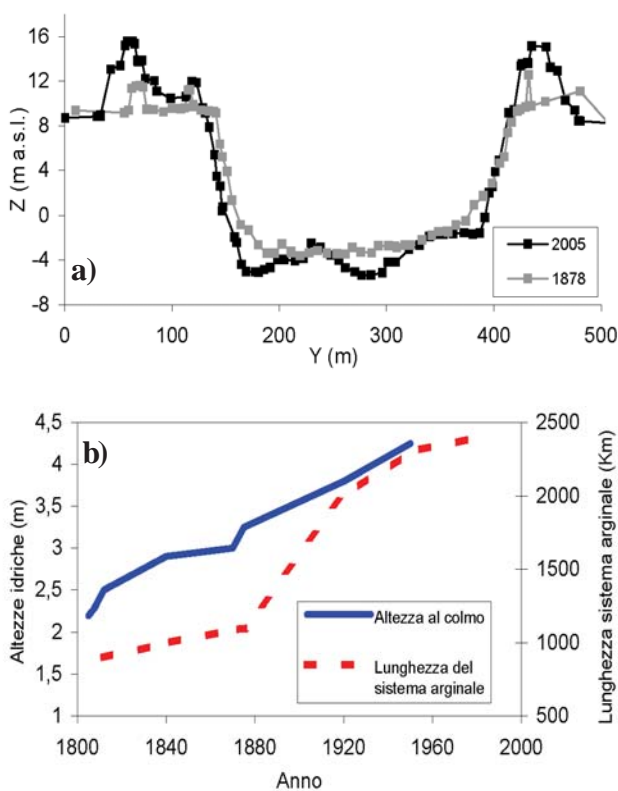 16
12
8
4
0
-4
-8
Z (m a.s.l.)
a)
2005
1878
0 100 200 300 400 500
Y (m)
b)
4,5
4
3,5
3
2,5
2
1,5
1
Altezze idriche (m)
2500
2000
1500
1000
500
Lunghezza sistema arginale (Km)
Altezza al colmo
Lunghezza del
sistema arginale
1800 1840 1880 1920 1960 2000
Anno